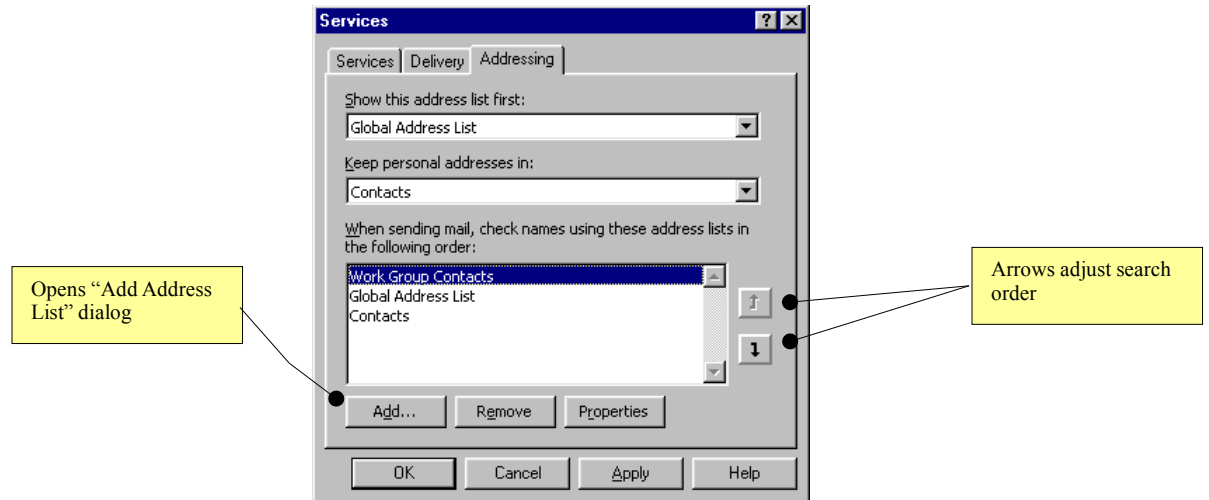 Services
Services Delivery Addressing
Show this address list first:
Global Address List
Keep personal addresses in:
Contacts
When sending mail, check names using these address lists in
the following order:
Work Group Contacts
Global Address List
Contacts
Add... Remove Properties
OK Cancel Apply Help
Opens “Add Address
List” dialog
Arrows adjust search
order